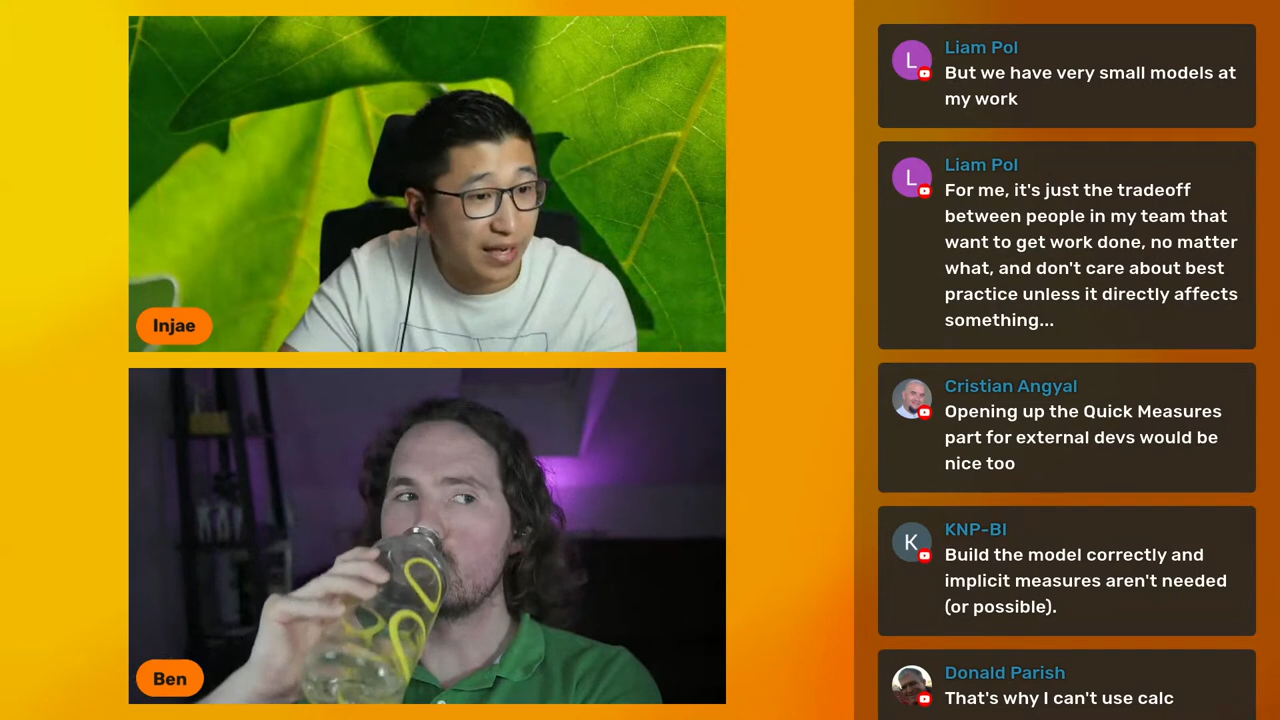 Injae
Ben
L
Liam Pol
But we have very small models at
my work
L
Liam Pol
For me, it's just the tradeoff
between people in my team that
want to get work done, no matter
what, and don't care about best
practice unless it directly affects
something...
Cristian Angyal
Opening up the Quick Measures
part for external devs would be
nice too
K
KNP-BI
Build the model correctly and
implicit measures aren't needed
(or possible).
Donald Parish
That's why I can't use calc